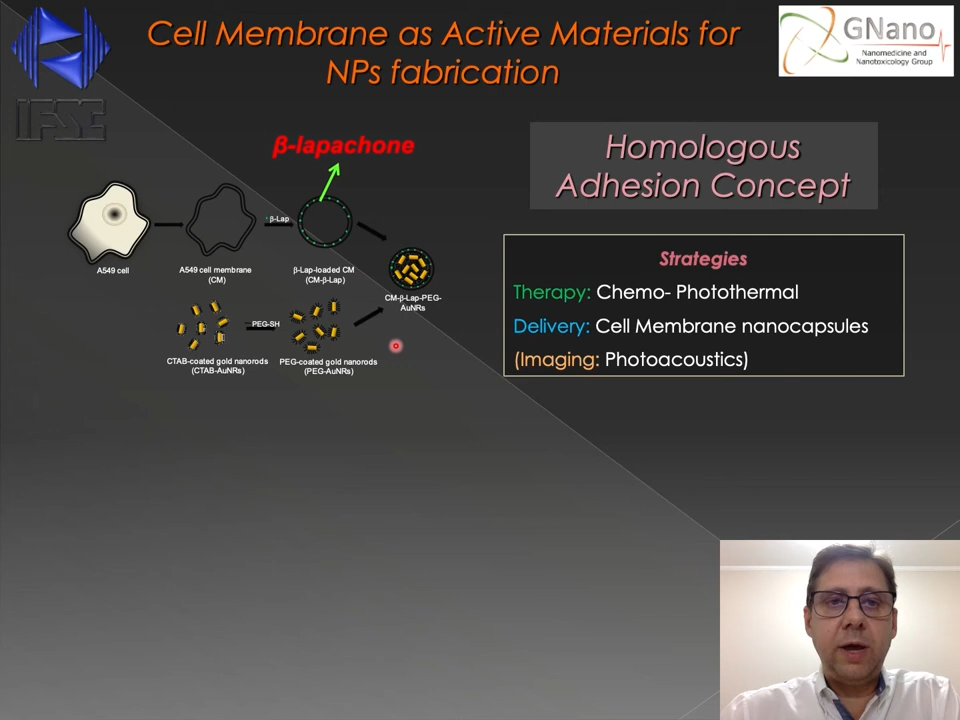 Cell Membrane as Active Materials for
NPs fabrication
IFSC
GNano
Nanomedicine and
Nanotoxicology Group
β-lapachone
Homologous
Adhesion Concept
β-Lap
A549 cell
A549 cell membrane
(CM)
β-Lap-loaded CM
(CM-β-Lap)
CM-β-Lap-PEG-
AuNRs
PEG-SH
CTAB-coated gold nanorods
(CTAB-AuNRs)
PEG-coated gold nanorods
(PEG-AuNRs)
Strategies
Therapy: Chemo- Photothermal
Delivery: Cell Membrane nanocapsules
(Imaging: Photoacoustics)